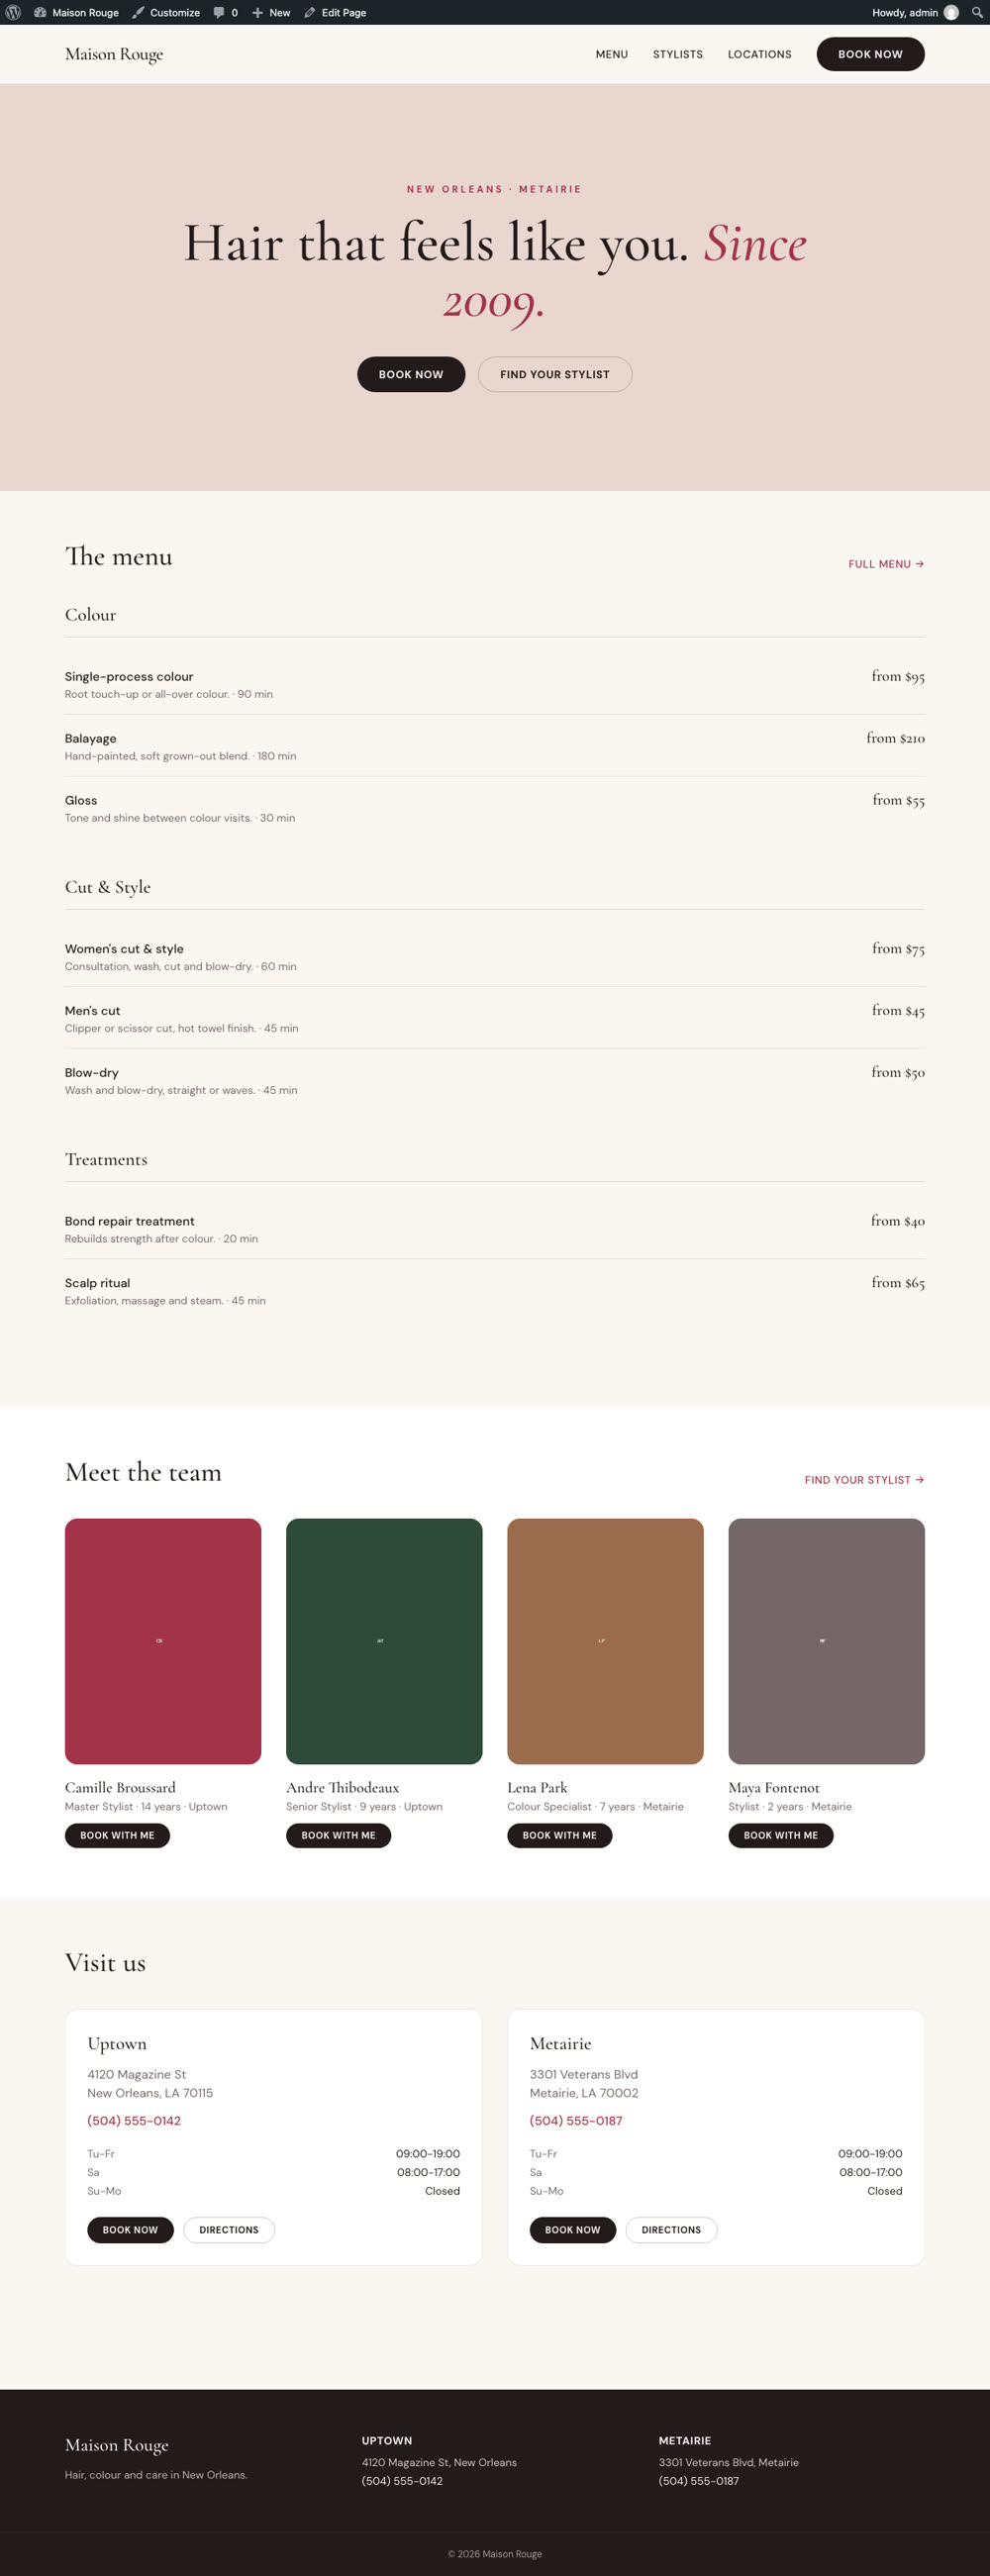 Maison Rouge Customize 0 New Edit Page Howdy, admin
Maison Rouge MENU STYLISTS LOCATIONS BOOK NOW
NEW ORLEANS · METAIRIE
Hair that feels like you. Since
2009.
BOOK NOW FIND YOUR STYLIST
The menu
FULL MENU →
Colour
Single-process colour from $95
Root touch-up or all-over colour. · 90 min
Balayage from $210
Hand-painted, soft grown-out blend. · 180 min
Gloss from $55
Tone and shine between colour visits. · 30 min
Cut & Style
Women's cut & style from $75
Consultation, wash, cut and blow-dry. · 60 min
Men's cut from $45
Clipper or scissor cut, hot towel finish. · 45 min
Blow-dry from $50
Wash and blow-dry, straight or waves. · 45 min
Treatments
Bond repair treatment from $40
Rebuilds strength after colour. · 20 min
Scalp ritual from $65
Exfoliation, massage and steam. · 45 min
Meet the team
FIND YOUR STYLIST →
Camille Broussard
Master Stylist · 14 years · Uptown
BOOK WITH ME
Andre Thibodeaux
Senior Stylist · 9 years · Uptown
BOOK WITH ME
Lena Park
Colour Specialist · 7 years · Metairie
BOOK WITH ME
Maya Fontenot
Stylist · 2 years · Metairie
BOOK WITH ME
Visit us
Uptown
4120 Magazine St
New Orleans, LA 70115
(504) 555-0142
Tu-Fr 09:00-19:00
Sa 08:00-17:00
Su-Mo Closed
BOOK NOW DIRECTIONS
Metairie
3301 Veterans Blvd
Metairie, LA 70002
(504) 555-0187
Tu-Fr 09:00-19:00
Sa 08:00-17:00
Su-Mo Closed
BOOK NOW DIRECTIONS
Maison Rouge
Hair, colour and care in New Orleans.
UPTOWN
4120 Magazine St, New Orleans
(504) 555-0142
METAIRIE
3301 Veterans Blvd, Metairie
(504) 555-0187
© 2026 Maison Rouge